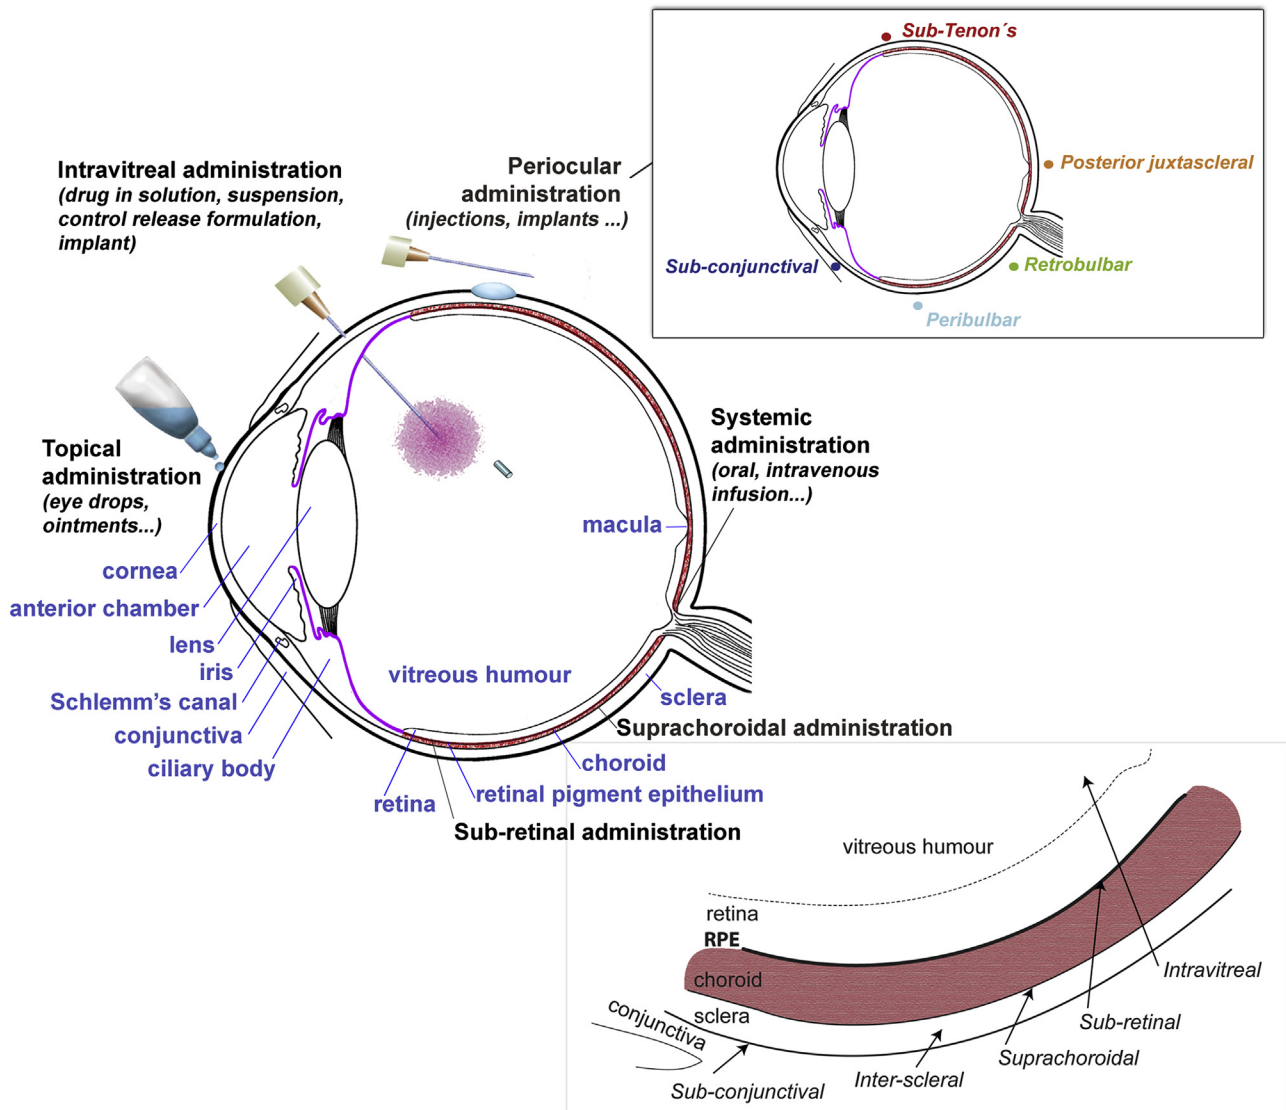 Sub-Tenon´s
Posterior juxtascleral
Retrobulbar
Sub-conjunctival
Peribulbar
Intravitreal administration
(drug in solution, suspension,
control release formulation,
implant)
Periocular
administration
(injections, implants ...)
Topical
administration
(eye drops,
ointments...)
Systemic
administration
(oral, intravenous
infusion...)
macula
cornea
anterior chamber
lens
iris
Schlemm’s canal
conjunctiva
ciliary body
vitreous humour
sclera
Suprachoroidal administration
choroid
retinal pigment epithelium
retina
Sub-retinal administration
vitreous humour
retina
RPE
choroid
sclera
conjunctiva
Intravitreal
Sub-retinal
Suprachoroidal
Inter-scleral
Sub-conjunctival